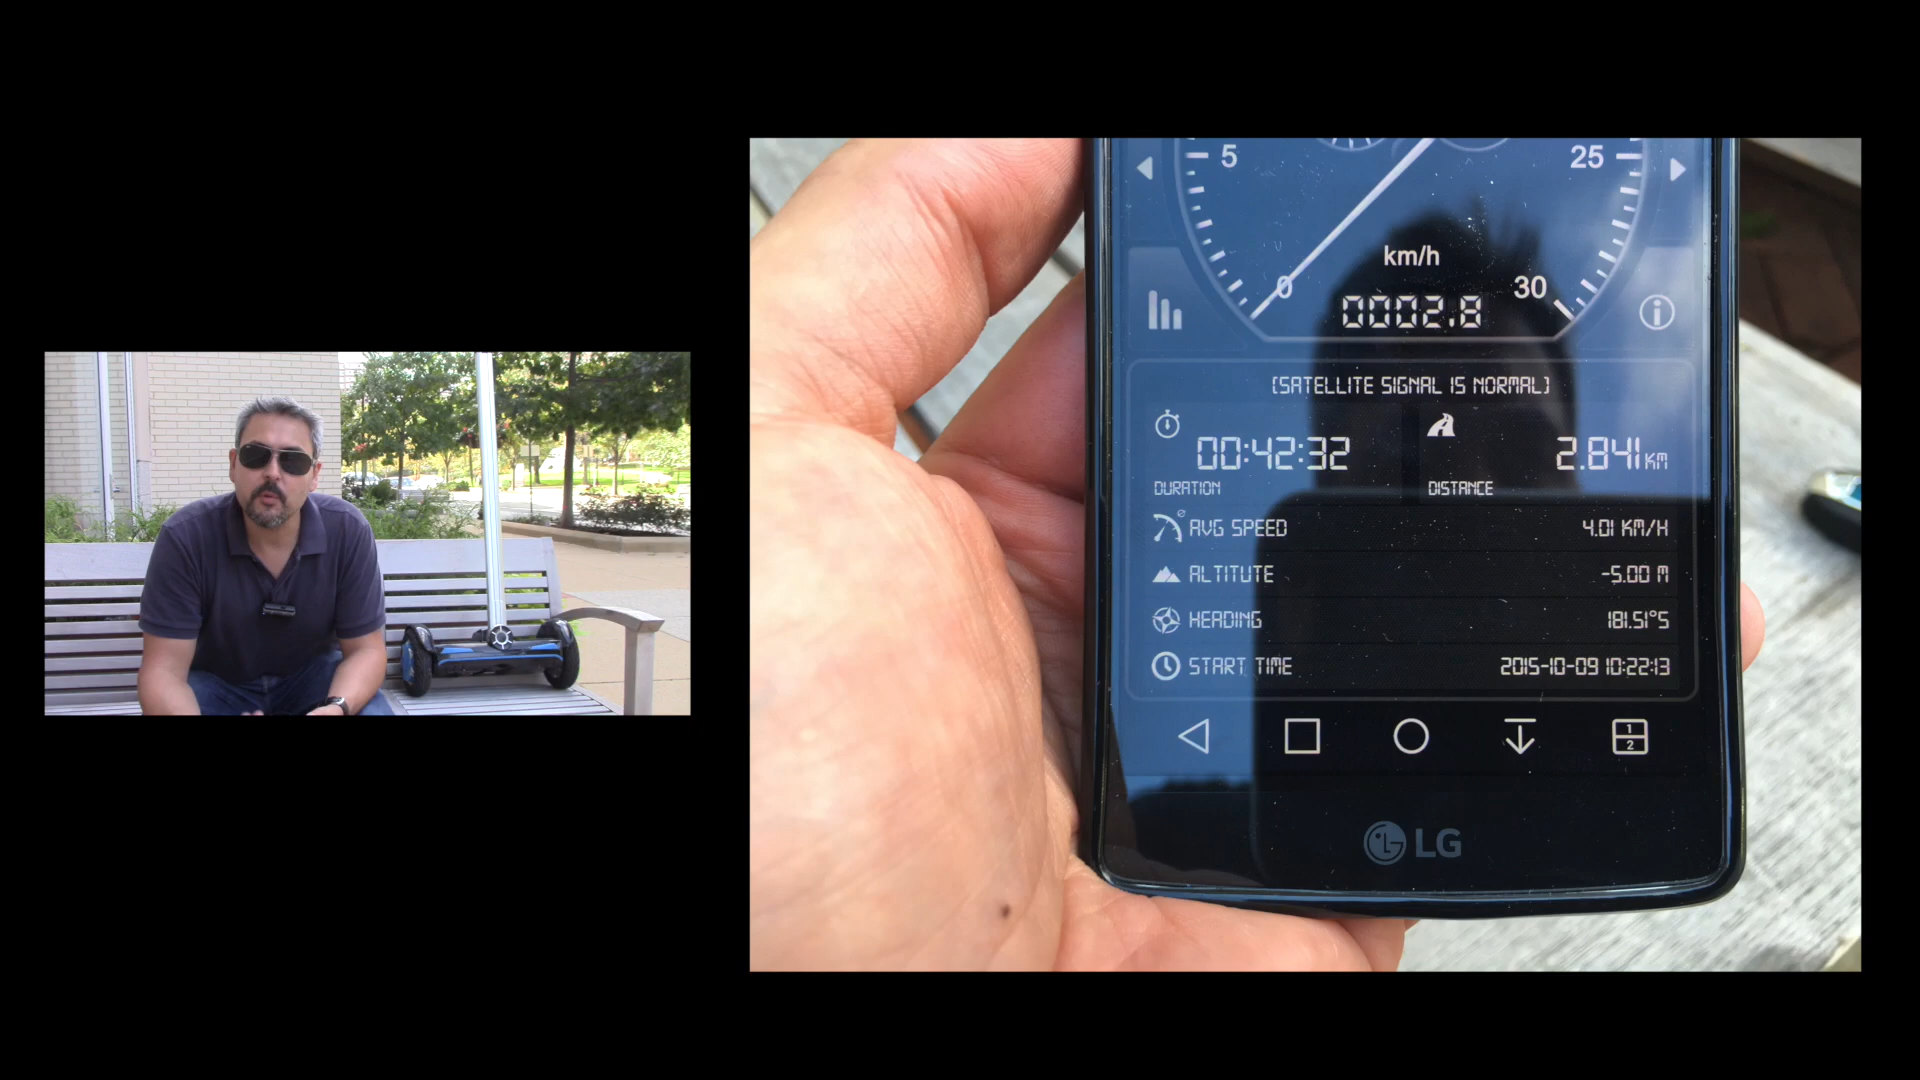 5
25
km/h
0
30
0002.8
[SATELLITE SIGNAL IS NORMAL]
00:42:32
2.841KM
DURATION
DISTANCE
AVG SPEED
4.01 KM/H
ALTITUTE
-5.00 M
HEADING
181.51°S
START TIME
2015-10-09 10:22:13
1
2
LG